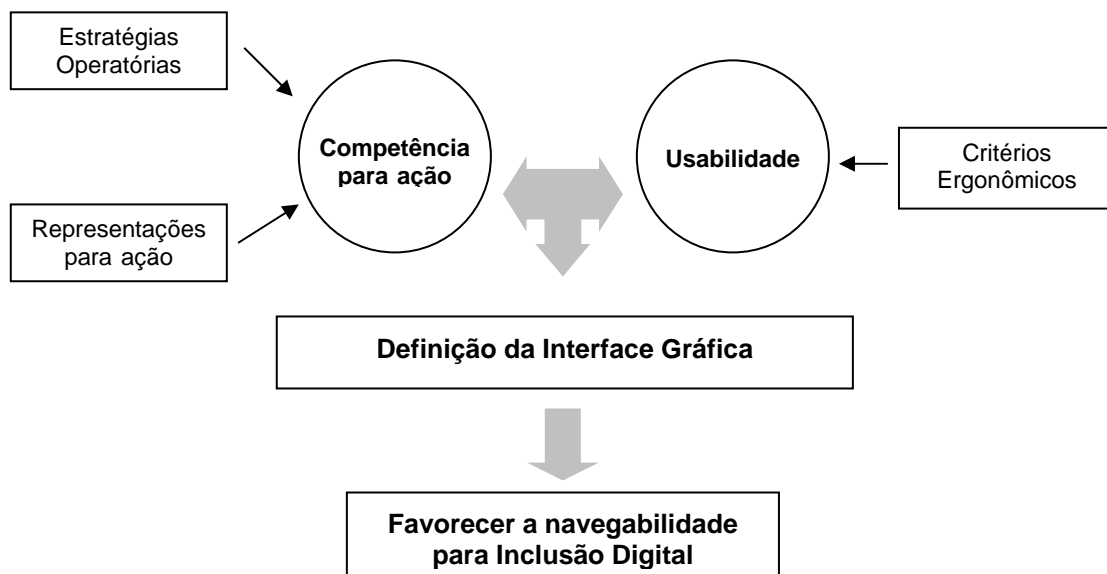 Estratégias
Operatórias
Competência
para ação
Usabilidade
Critérios
Ergonômicos
Representações
para ação
Definição da Interface Gráfica
Favorecer a navegabilidade
para Inclusão Digital